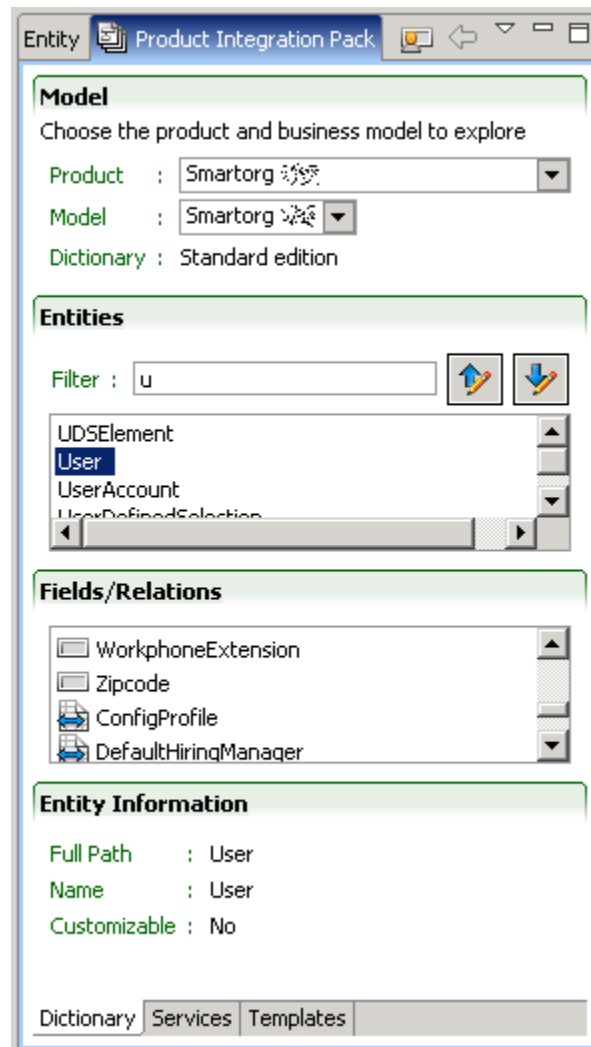 Entity Product Integration Pack
Model
Choose the product and business model to explore
Product : Smartorg
Model : Smartorg
Dictionary : Standard edition
Entities
Filter : u
UDSElement
User
UserAccount
UserDefinedSelection
Fields/Relations
WorkphoneExtension
Zipcode
ConfigProfile
DefaultHiringManager
Entity Information
Full Path : User
Name : User
Customizable : No
Dictionary Services Templates